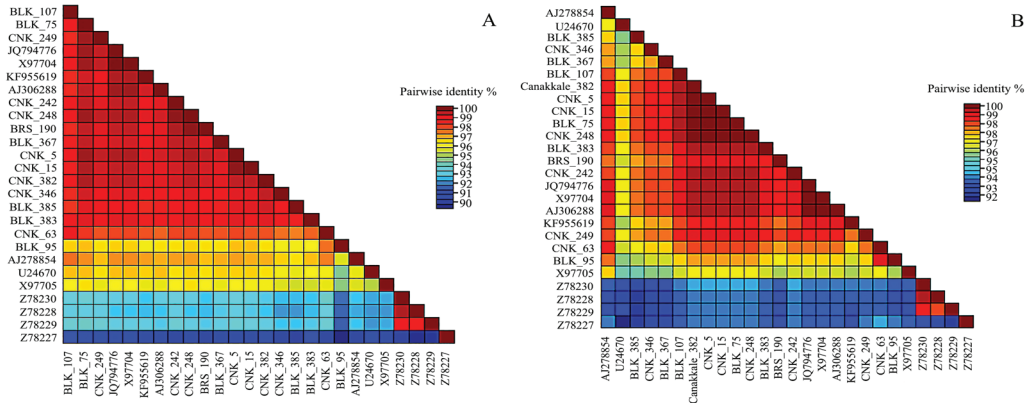 A
BLK_107
BLK_75
CNK_249
JQ794776
X97704
KF955619
AJ306288
CNK_242
CNK_248
BRS_190
BLK_367
CNK_5
CNK_15
CNK_382
CNK_346
BLK_385
BLK_383
CNK_63
BLK_95
AJ278854
U24670
X97705
Z78230
Z78228
Z78229
Z78227
Pairwise identity %
100
99
98
97
96
95
94
93
92
91
90
BLK_107
BLK_75
CNK_249
JQ794776
X97704
KF955619
AJ306288
CNK_242
CNK_248
BRS_190
BLK_367
CNK_5
CNK_15
CNK_382
CNK_346
BLK_385
BLK_383
CNK_63
BLK_95
AJ278854
U24670
X97705
Z78230
Z78228
Z78229
Z78227
B
AJ278854
U24670
BLK_385
CNK_346
BLK_367
BLK_107
Canakkale_382
CNK_5
CNK_15
BLK_75
CNK_248
BLK_383
BRS_190
CNK_242
JQ794776
X97704
AJ306288
KF955619
CNK_249
CNK_63
BLK_95
X97705
Z78230
Z78228
Z78229
Z78227
Pairwise identity %
100
99
98
98
97
96
95
95
94
93
92
AJ278854
U24670
BLK_385
CNK_346
BLK_367
BLK_107
Canakkale_382
CNK_5
CNK_15
BLK_75
CNK_248
BLK_383
BRS_190
CNK_242
JQ794776
X97704
AJ306288
KF955619
CNK_249
CNK_63
BLK_95
X97705
Z78230
Z78228
Z78229
Z78227